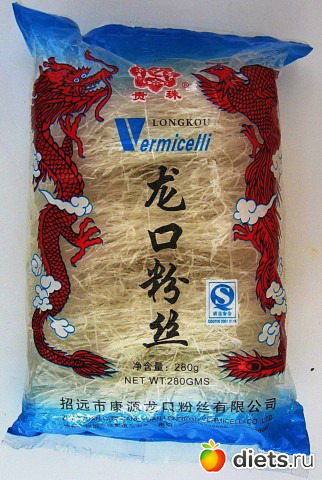 贵珠
®
LONGKOU
Vermicelli
龙口粉丝
净含量: 280g
NET WT:280GMS
招远市康源龙口粉丝有限公司
diets.ru